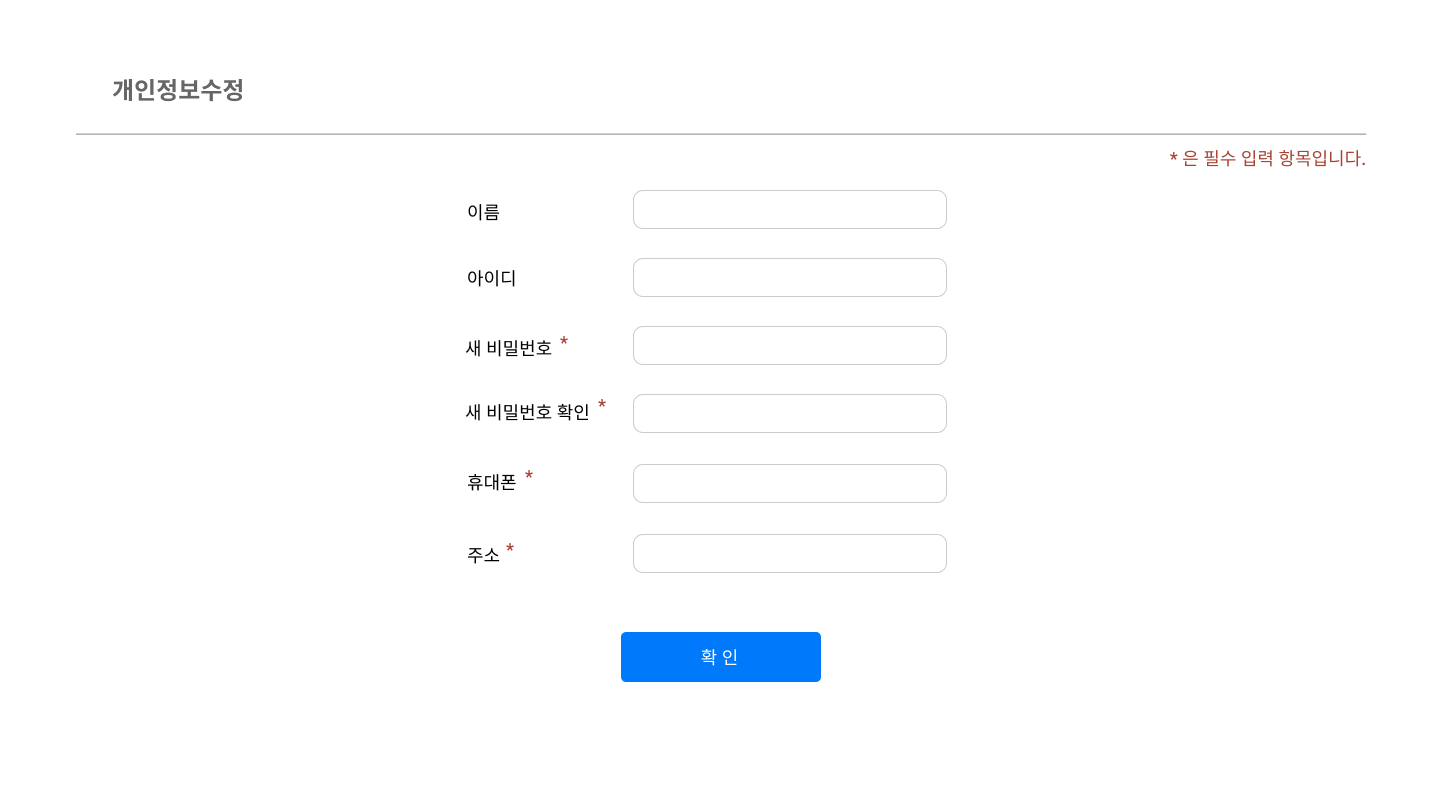 개인정보수정
* 은 필수 입력 항목입니다.
이름
아이디
새 비밀번호 *
새 비밀번호 확인 *
휴대폰 *
주소 *
확 인